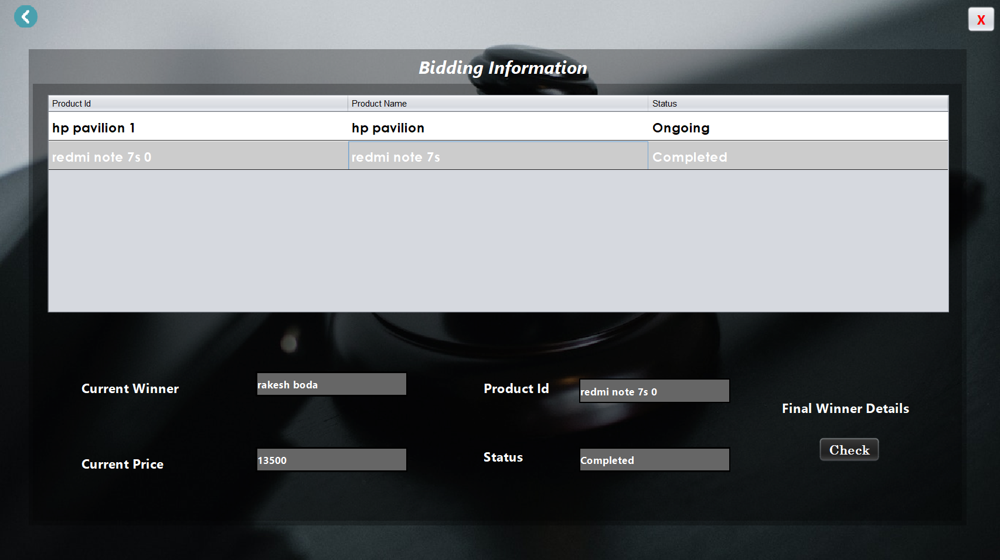 X
Bidding Information
Product Id Product Name Status
hp pavilion 1 hp pavilion Ongoing
redmi note 7s 0 redmi note 7s Completed
Current Winner rakesh boda Product Id redmi note 7s 0
Final Winner Details
Current Price 13500 Status Completed Check